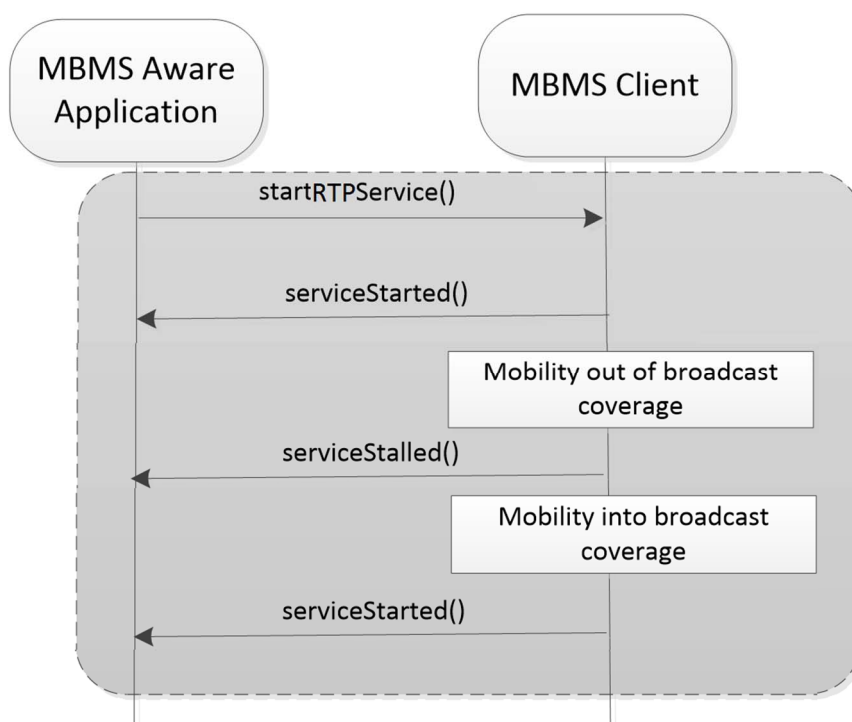 MBMS Aware
Application
MBMS Client
startRTPService()
serviceStarted()
Mobility out of broadcast
coverage
serviceStalled()
Mobility into broadcast
coverage
serviceStarted()